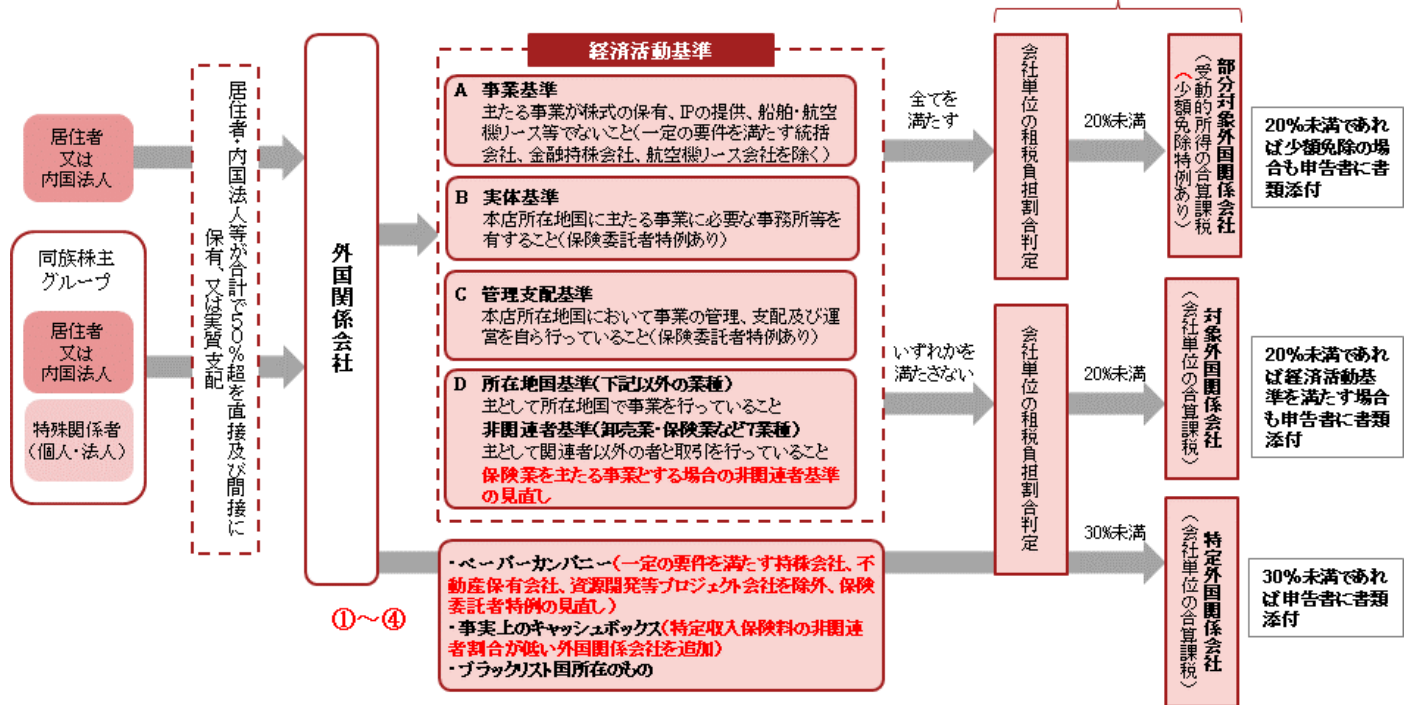 居住者
又は
内国法人
同族株主
グループ
居住者
又は
内国法人
特殊関係者
(個人・法人)
居住者・内国法人等が合計で50%超を直接及び間接に
保有、又は実質支配
外国関係会社
経済活動基準
A 事業基準
主たる事業が株式の保有、IPの提供、船舶・航空
機リース等でないこと(一定の要件を満たす統括
会社、金融持株会社、航空機リース会社を除く)
B 実体基準
本店所在地国に主たる事業に必要な事務所等を
有すること(保険委託者特例あり)
C 管理支配基準
本店所在地国において事業の管理、支配及び運
営を自ら行っていること(保険委託者特例あり)
D 所在地国基準(下記以外の業種)
主として所在地国で事業を行っていること
非関連者基準(卸売業・保険業など7業種)
主として関連者以外の者と取引を行っていること
保険業を主たる事業とする場合の非関連者基準
の見直し
①~④
・ペーパーカンパニー(一定の要件を満たす持株会社、不
動産保有会社、資源開発等プロジェクト会社を除外、保険
委託者特例の見直し)
・事実上のキャッシュボックス(特定収入保険料の非関連
者割合が低い外国関係会社を追加)
・ブラックリスト国所在のもの
全てを
満たす
いずれかを
満たさない
会社単位の租税負担割合判定
会社単位の租税負担割合判定
20%未満
20%未満
30%未満
部分対象外国関係会社
(受動的所得の合算課税
(少額免除特例あり)
対象外国関係会社
(会社単位の合算課税)
特定外国関係会社
(会社単位の合算課税)
20%未満であれ
ば少額免除の場
合も申告書に書
類添付
20%未満であれ
ば経済活動基
準を満たす場合
も申告書に書類
添付
30%未満であれ
ば申告書に書類
添付